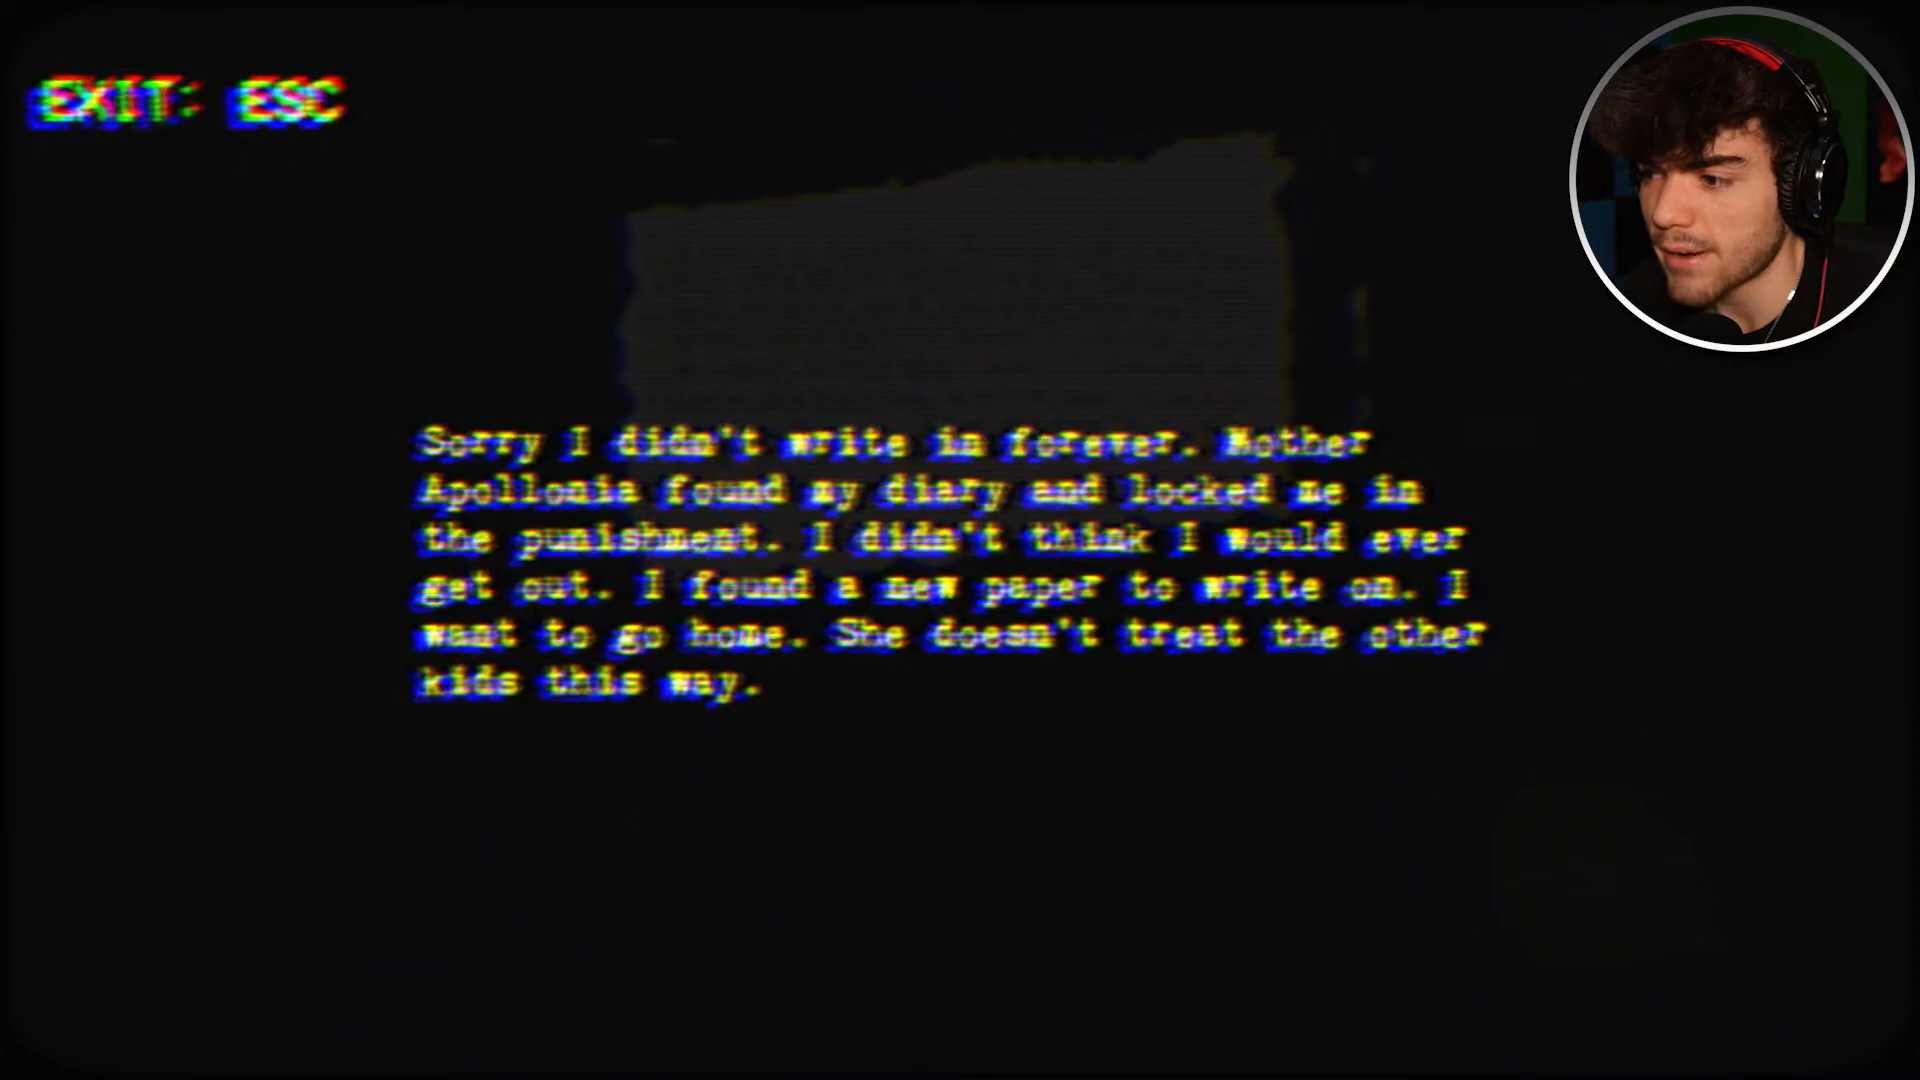 EXIT: ESC
Sorry I didn't write in forever. Mother
Apollonia found my diary and locked me in
the punishment. I didn't think I would ever
get out. I found a new paper to write on. I
want to go home. She doesn't treat the other
kids this way.